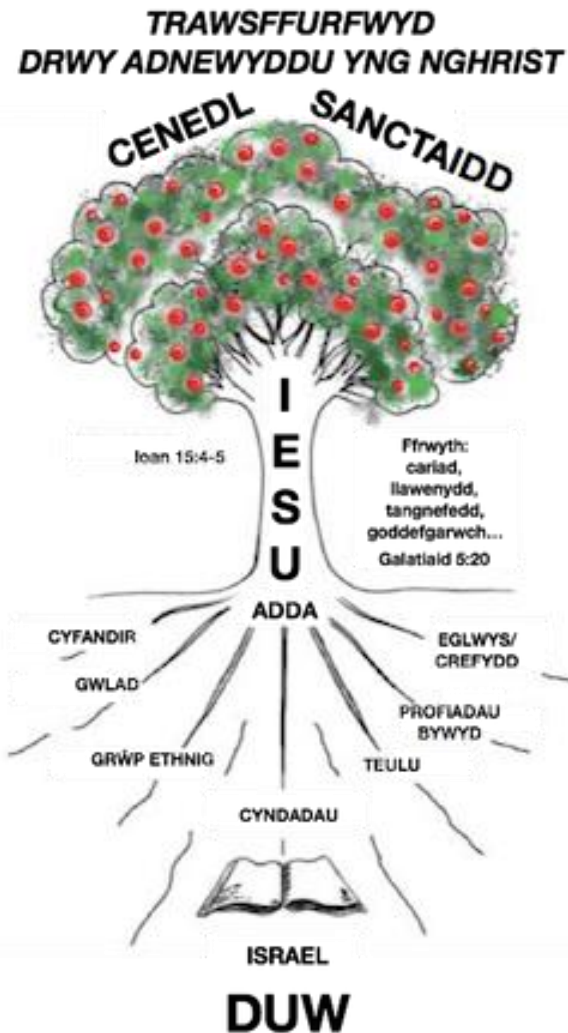 TRAWSFFURFWYD
DRWY ADNEWYDDU YNG NGHRIST
CENEDL SANCTAIDD
IESU
Ioan 15:4-5
Ffrwyth:
cariad,
llawenydd,
tangnefedd,
goddefgarwch...
Galatiaid 5:20
ADDA
CYFANDIR
GWLAD
GRŴP ETHNIG
EGLWYS/
CREFYDD
PROFIADAU
BYWYD
TEULU
CYNDADAU
ISRAEL
DUW